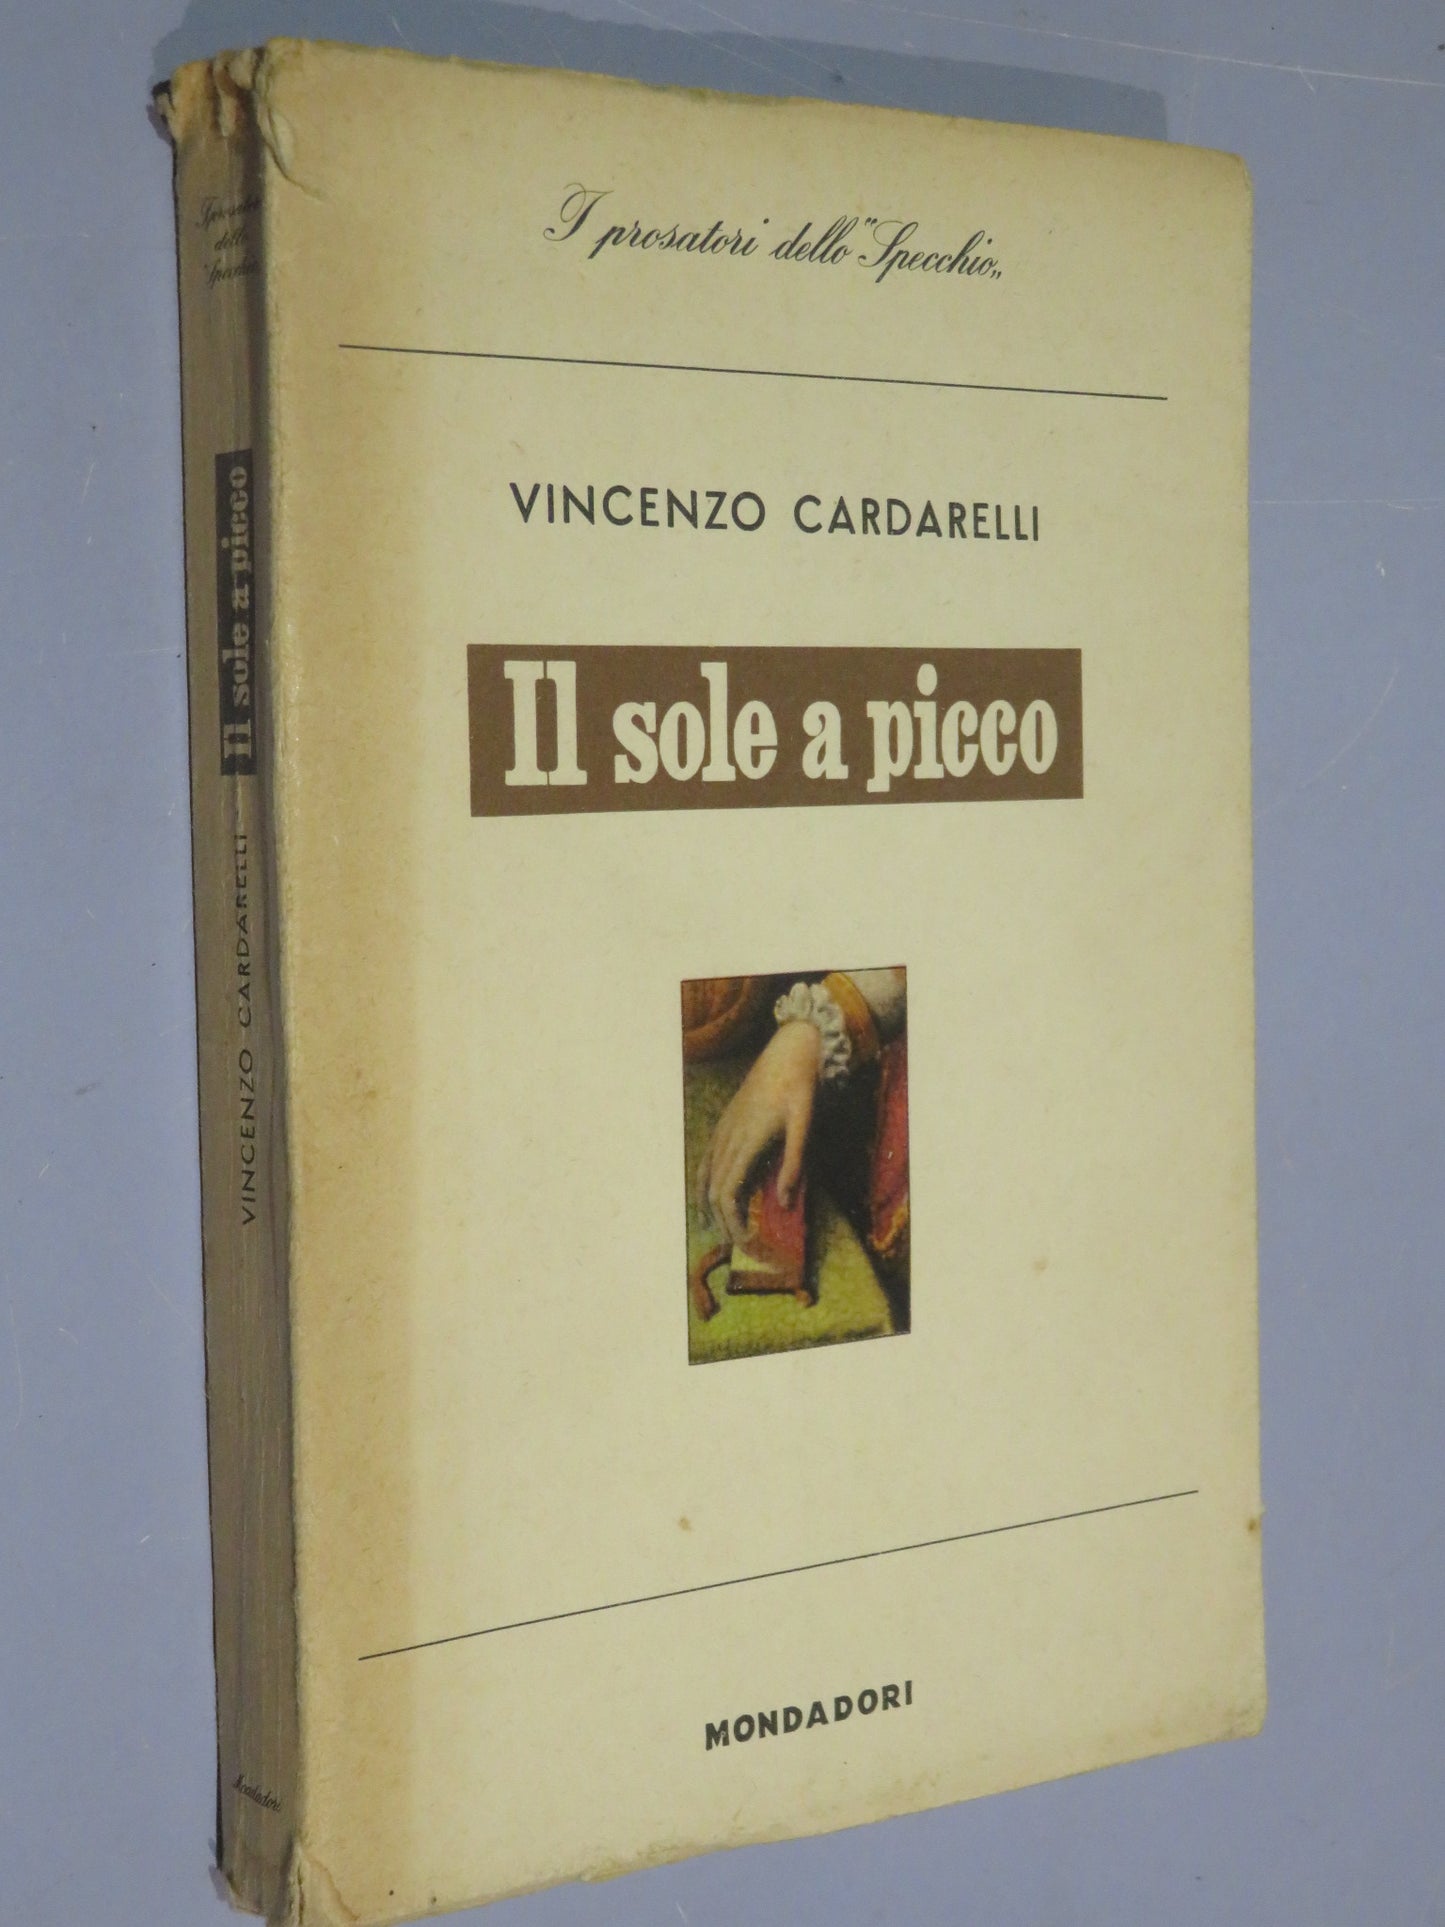 I prosatori dello "Specchio„
VINCENZO CARDARELLI
Il sole a picco
MONDADORI
I prosatori
dello
"Specchio„
Il sole a picco
VINCENZO CARDARELLI
Mondadori